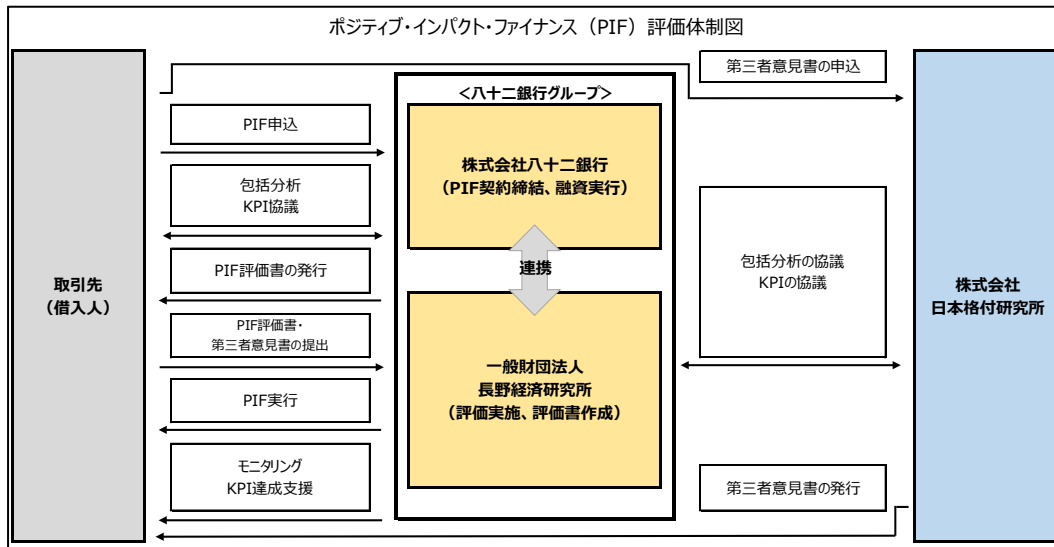 ポジティブ・インパクト・ファイナンス（PIF）評価体制図
取引先
（借入人）
PIF申込
包括分析
KPI協議
PIF評価書の発行
PIF評価書・
第三者意見書の提出
PIF実行
モニタリング
KPI達成支援
＜八十二銀行グループ＞
株式会社八十二銀行
（PIF契約締結、融資実行）
連携
一般財団法人
長野経済研究所
（評価実施、評価書作成）
第三者意見書の申込
包括分析の協議
KPIの協議
第三者意見書の発行
株式会社
日本格付研究所